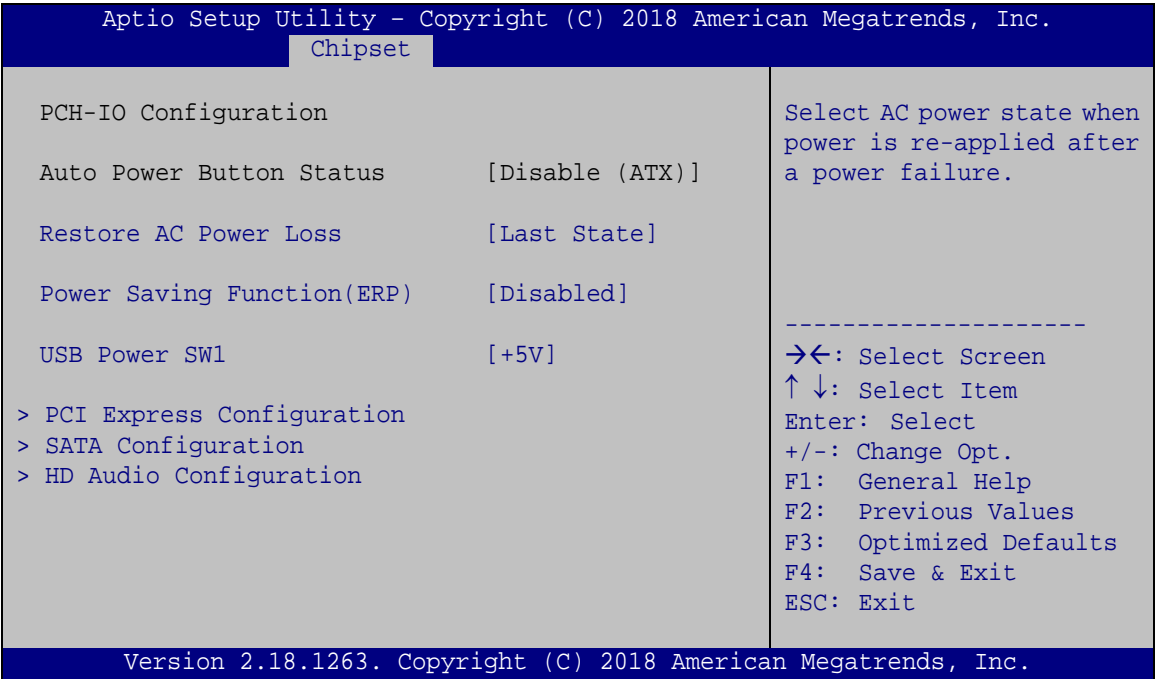 Aptio Setup Utility – Copyright (C) 2018 American Megatrends, Inc.
Chipset
PCH-IO Configuration
Auto Power Button Status [Disable (ATX)]
Restore AC Power Loss [Last State]
Power Saving Function(ERP) [Disabled]
USB Power SW1 [+5V]
> PCI Express Configuration
> SATA Configuration
> HD Audio Configuration
Select AC power state when
power is re-applied after
a power failure.
---------------------
→←: Select Screen
↑ ↓: Select Item
Enter: Select
+/-: Change Opt.
F1: General Help
F2: Previous Values
F3: Optimized Defaults
F4: Save & Exit
ESC: Exit
Version 2.18.1263. Copyright (C) 2018 American Megatrends, Inc.